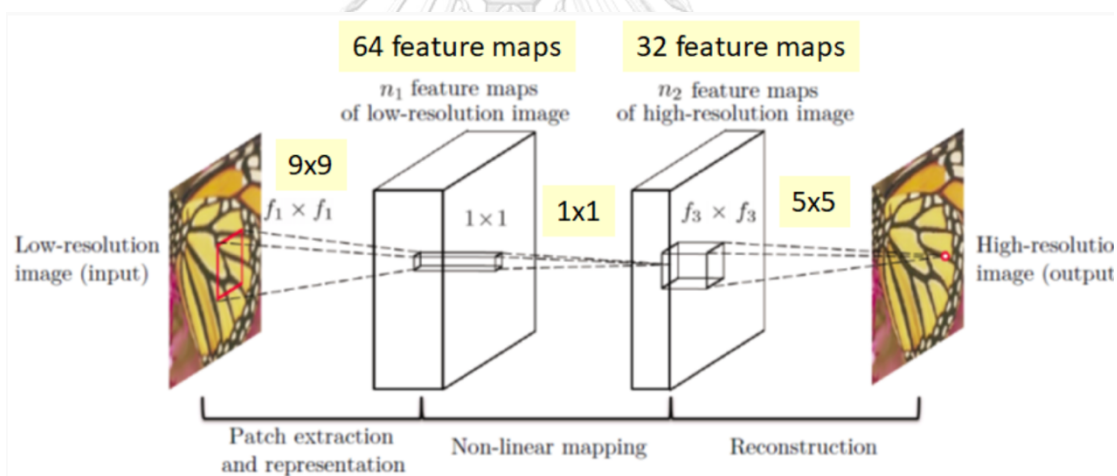 64 feature maps
32 feature maps
n₁ feature maps
of low-resolution image
n₂ feature maps
of high-resolution image
9x9
f₁ × f₁
1×1
1x1
f₃ × f₃
5x5
Low-resolution
image (input)
High-resolutio
image (output
Patch extraction
and representation
Non-linear mapping
Reconstruction